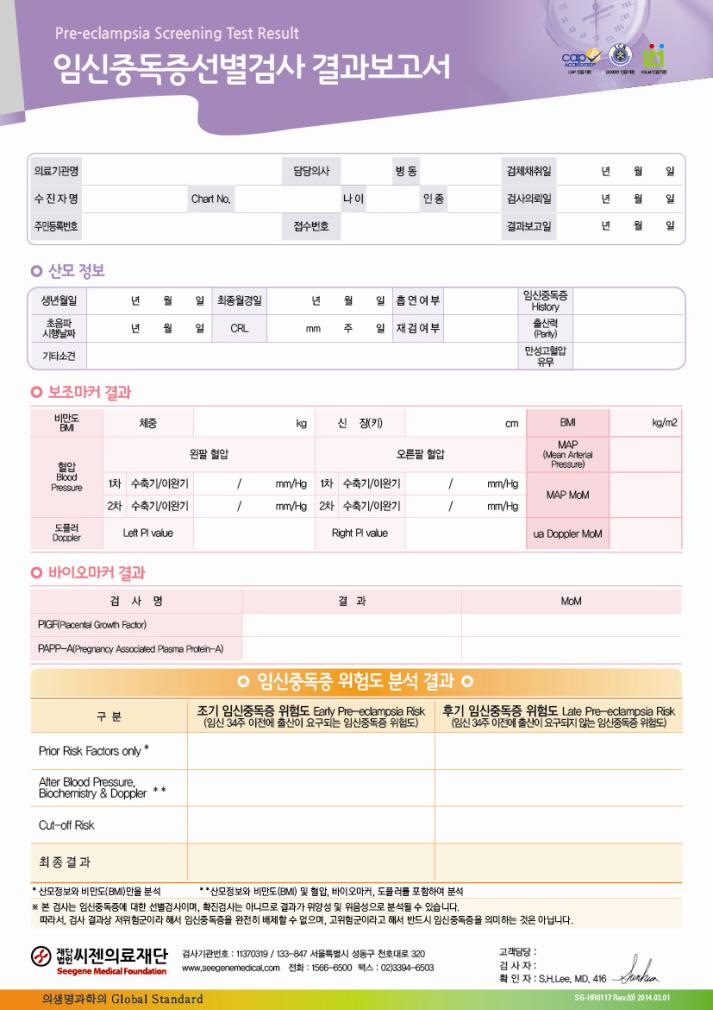 Pre-eclampsia Screening Test Result
임신중독증선별검사 결과보고서
의료기관명 담당의사 병 동 검체채취일 년 월 일
수 진 자 명 Chart No. 나 이 인 종 검사의뢰일 년 월 일
주민등록번호 접수번호 결과보고일 년 월 일
산모 정보
생년월일 년 월 일 최종월경일 년 월 일 흡 연 여 부 임신중독증 History
초음파 시행날짜 년 월 일 CRL mm 주 일 재 검 여 부 출산력 (Parity)
기타소견 만성고혈압 유무
보조마커 결과
비만도 BMI 체중 kg 신 장(키) cm BMI kg/m2
혈압 Blood Pressure 왼팔 혈압 오른팔 혈압 MAP (Mean Arterial Pressure)
1차 수축기/이완기 / mm/Hg 1차 수축기/이완기 / mm/Hg MAP MoM
2차 수축기/이완기 / mm/Hg 2차 수축기/이완기 / mm/Hg
도플러 Doppler Left PI value Right PI value ua Doppler MoM
바이오마커 결과
검 사 명 결 과 MoM
PlGF(Placental Growth Factor)
PAPP-A(Pregnancy Associated Plasma Protein-A)
임신중독증 위험도 분석 결과
구 분 조기 임신중독증 위험도 Early Pre-eclampsia Risk 후기 임신중독증 위험도 Late Pre-eclampsia Risk
(임신 34주 이전에 출산이 요구되는 임신중독증 위험도) (임신 34주 이전에 출산이 요구되지 않는 임신중독증 위험도)
Prior Risk Factors only *
After Blood Pressure,
Biochemistry & Doppler **
Cut-off Risk
최 종 결 과
* 산모정보와 비만도(BMI)만을 분석 **산모정보와 비만도(BMI) 및 혈압, 바이오마커, 도플러를 포함하여 분석
※ 본 검사는 임신중독증에 대한 선별검사이며, 확진검사는 아니므로 결과가 위양성 및 위음성으로 분석될 수 있습니다.
따라서, 검사 결과상 저위험군이라 해서 임신중독증을 완전히 배제할 수 없으며, 고위험군이라고 해서 반드시 임신중독증을 의미하는 것은 아닙니다.
재단법인 씨젠의료재단
Seegene Medical Foundation
검사기관번호 : 11370319 / 133-847 서울특별시 성동구 천호대로 320
www.seegenemedical.com 전화 : 1566-6500 팩스 : 02)3394-6503
고객담당 :
검 사 자 :
확 인 자 : S.H.Lee, MD, 416
의생명과학의 Global Standard
SG-HR0117 Rev.(0) 2014.03.01